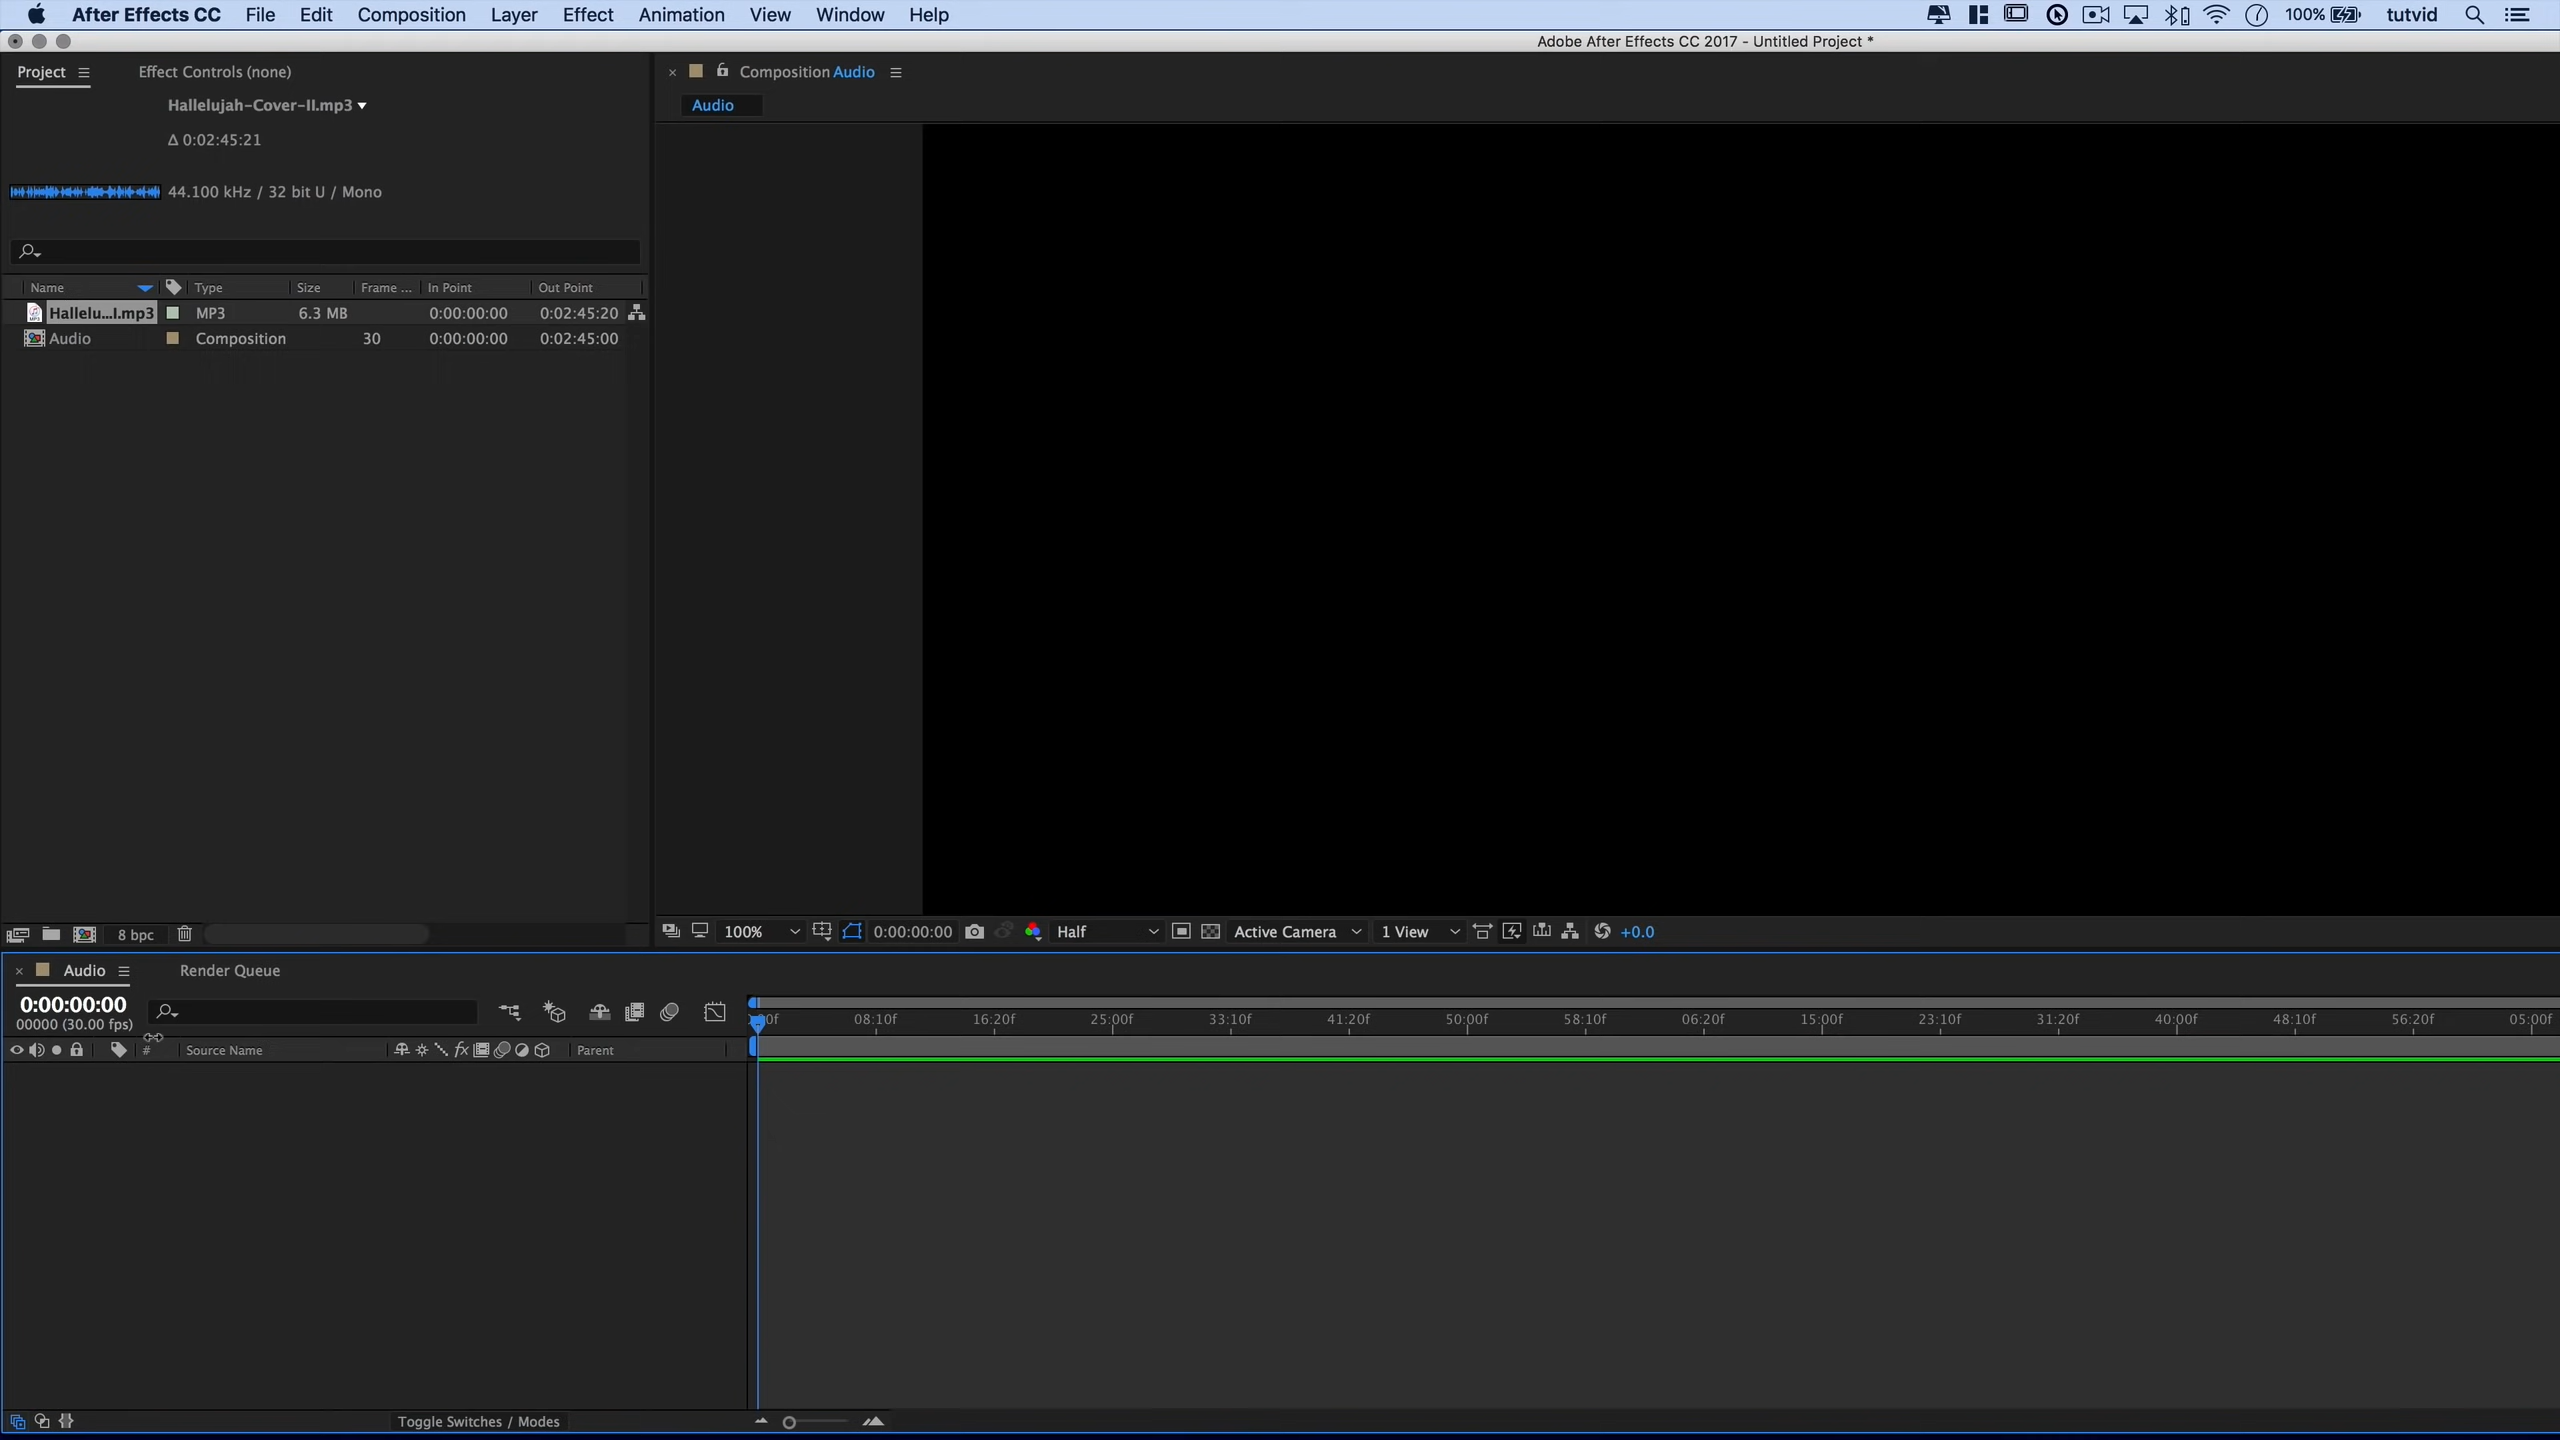 After Effects CC File Edit Composition Layer Effect Animation View Window Help 100% tutvid
Adobe After Effects CC 2017 - Untitled Project *
Project Effect Controls (none) Composition Audio
Hallelujah-Cover-II.mp3 Audio
Δ 0:02:45:21
44.100 kHz / 32 bit U / Mono
Name Type Size Frame ... In Point Out Point
Hallelu...I.mp3 MP3 6.3 MB 0:00:00:00 0:02:45:20
Audio Composition 30 0:00:00:00 0:02:45:00
8 bpc 100% 0:00:00:00 Half Active Camera 1 View +0.0
Audio Render Queue
0:00:00:00
00000 (30.00 fps)
08:10f 16:20f 25:00f 33:10f 41:20f 50:00f 58:10f 06:20f 15:00f 23:10f 31:20f 40:00f 48:10f 56:20f 05:00f
# Source Name fx Parent
Toggle Switches / Modes